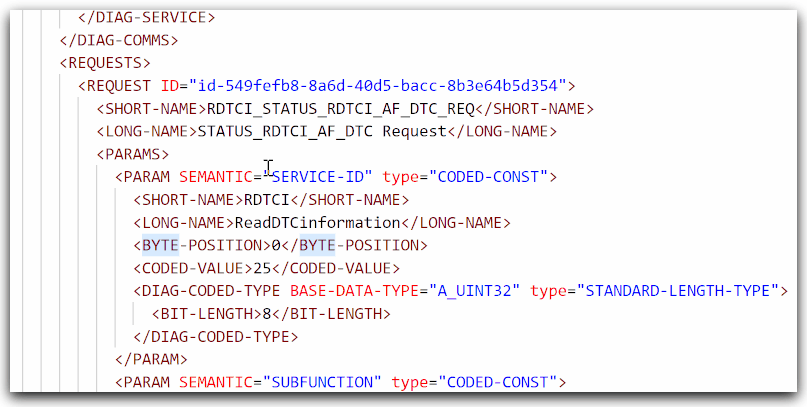 </DIAG-SERVICE>
</DIAG-COMMS>
<REQUESTS>
<REQUEST ID="id-549fefb8-8a6d-40d5-bacc-8b3e64b5d354">
<SHORT-NAME>RDTCI_STATUS_RDTCI_AF_DTC_REQ</SHORT-NAME>
<LONG-NAME>STATUS_RDTCI_AF_DTC Request</LONG-NAME>
<PARAMS>
<PARAM SEMANTIC="SERVICE-ID" type="CODED-CONST">
<SHORT-NAME>RDTCI</SHORT-NAME>
<LONG-NAME>ReadDTCinformation</LONG-NAME>
<BYTE-POSITION>0</BYTE-POSITION>
<CODED-VALUE>25</CODED-VALUE>
<DIAG-CODED-TYPE BASE-DATA-TYPE="A_UINT32" type="STANDARD-LENGTH-TYPE">
<BIT-LENGTH>8</BIT-LENGTH>
</DIAG-CODED-TYPE>
</PARAM>
<PARAM SEMANTIC="SUBFUNCTION" type="CODED-CONST">